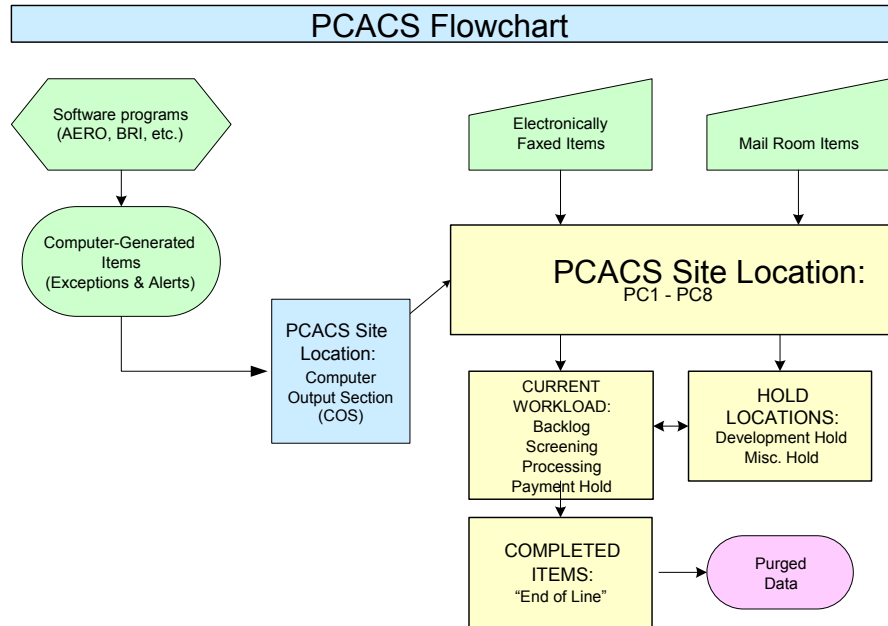 PCACS Flowchart
Software programs
(AERO, BRI, etc.)
Electronically
Faxed Items
Mail Room Items
Computer-Generated
Items
(Exceptions & Alerts)
PCACS Site Location:
PC1 - PC8
PCACS Site
Location:
Computer
Output Section
(COS)
CURRENT
WORKLOAD:
Backlog
Screening
Processing
Payment Hold
HOLD
LOCATIONS:
Development Hold
Misc. Hold
COMPLETED
ITEMS:
“End of Line”
Purged
Data